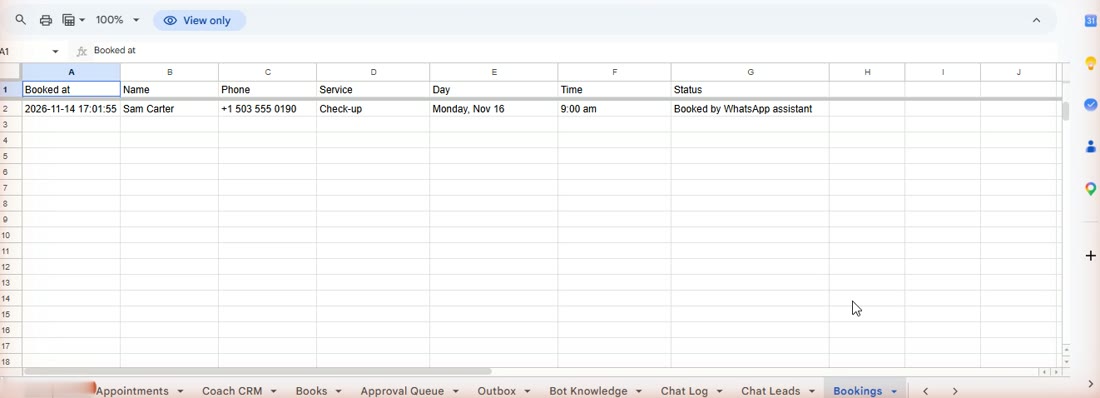 100% View only
A1 fx Booked at
A B C D E F G H I J
1 Booked at Name Phone Service Day Time Status
2 2026-11-14 17:01:55 Sam Carter +1 503 555 0190 Check-up Monday, Nov 16 9:00 am Booked by WhatsApp assistant
3
4
5
6
7
8
9
10
11
12
13
14
15
16
17
18
Appointments Coach CRM Books Approval Queue Outbox Bot Knowledge Chat Log Chat Leads Bookings
31